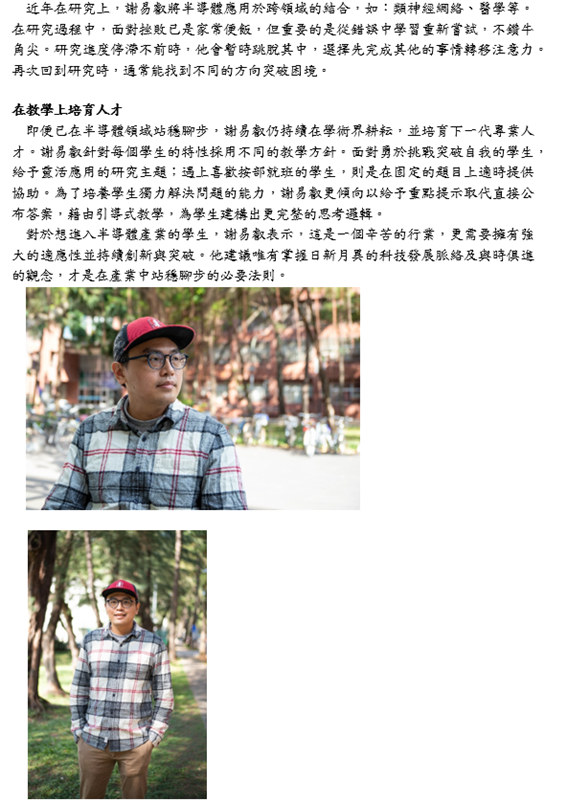 近年在研究上，謝易叡將半導體應用於跨領域的結合，如：類神經網絡、醫學等。
在研究過程中，面對挫敗已是家常便飯，但重要的是從錯誤中學習重新嘗試，不鑽牛
角尖。研究進度停滯不前時，他會暫時跳脫其中，選擇先完成其他的事情轉移注意力。
再次回到研究時，通常能找到不同的方向突破困境。
在教學上培育人才
即便已在半導體領域站穩腳步，謝易叡仍持續在學術界耕耘，並培育下一代專業人
才。謝易叡針對每個學生的特性採用不同的教學方針。面對勇於挑戰突破自我的學生，
給予靈活應用的研究主題；遇上喜歡按部就班的學生，則是在固定的題目上適時提供
協助。為了培養學生獨力解決問題的能力，謝易叡更傾向以給予重點提示取代直接公
布答案，藉由引導式教學，為學生建構出更完整的思考邏輯。
對於想進入半導體產業的學生，謝易叡表示，這是一個辛苦的行業，更需要擁有強
大的適應性並持續創新與突破。他建議唯有掌握日新月異的科技發展脈絡及與時俱進
的觀念，才是在產業中站穩腳步的必要法則。